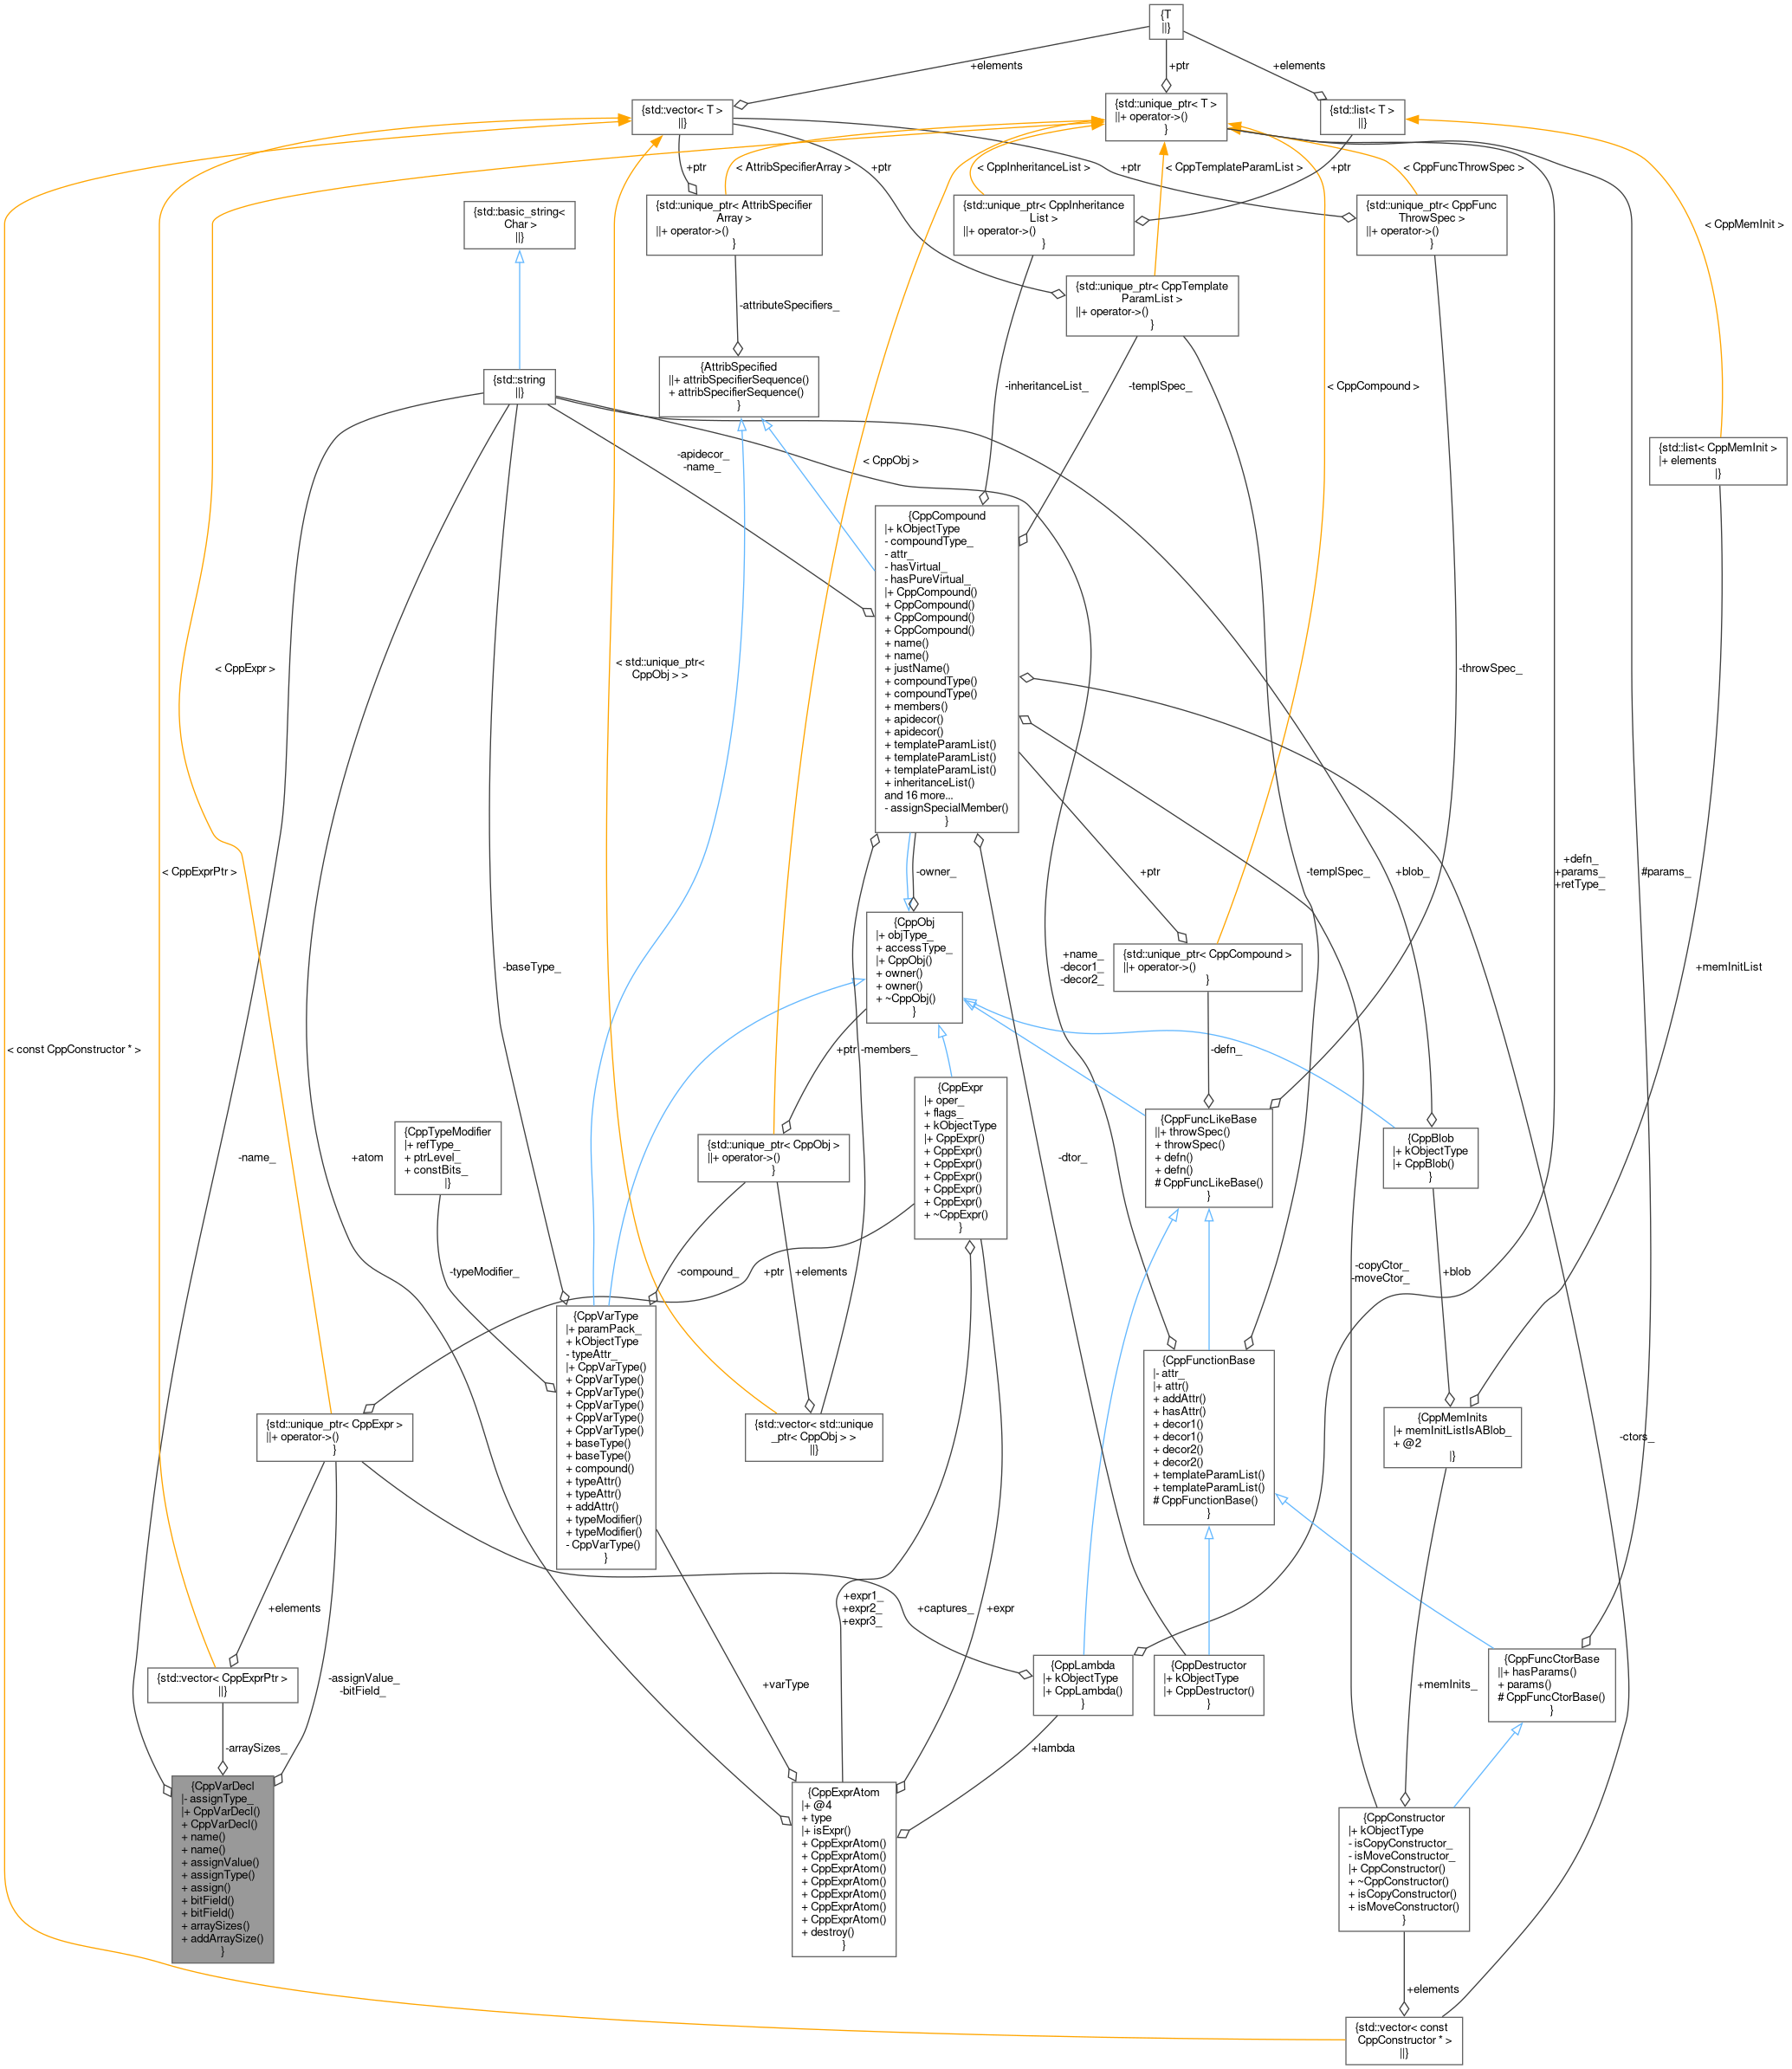 {T
||}
+elements
+ptr
+elements
{std::vector< T >
||}
{std::unique_ptr< T >
||+ operator->()
}
{std::list< T >
||}
+ptr
< AttribSpecifierArray >
+ptr
< CppInheritanceList >
+ptr
< CppTemplateParamList >
+ptr
< CppFuncThrowSpec >
{std::basic_string<
Char >
||}
{std::unique_ptr< AttribSpecifier
Array >
||+ operator->()
}
{std::unique_ptr< CppInheritance
List >
||+ operator->()
}
{std::unique_ptr< CppFunc
ThrowSpec >
||+ operator->()
}
< CppMemInit >
{std::unique_ptr< CppTemplate
ParamList >
||+ operator->()
}
-attributeSpecifiers_
{std::string
||}
{AttribSpecified
||+ attribSpecifierSequence()
+ attribSpecifierSequence()
}
-inheritanceList_
-templSpec_
< CppCompound >
-apidecor_
-name_
< CppObj >
{std::list< CppMemInit >
|+ elements
|}
{CppCompound
|+ kObjectType
- compoundType_
- attr_
- hasVirtual_
- hasPureVirtual_
|+ CppCompound()
+ CppCompound()
+ CppCompound()
+ CppCompound()
+ name()
+ name()
+ justName()
+ compoundType()
+ compoundType()
+ members()
+ apidecor()
+ apidecor()
+ templateParamList()
+ templateParamList()
+ templateParamList()
+ inheritanceList()
and 16 more...
- assignSpecialMember()
}
< CppExpr >
< std::unique_ptr<
CppObj > >
-throwSpec_
< CppExprPtr >
-owner_
+ptr
-templSpec_
+blob_
+defn_
+params_
+retType_
#params_
{CppObj
|+ objType_
+ accessType_
|+ CppObj()
+ owner()
+ owner()
+ ~CppObj()
}
{std::unique_ptr< CppCompound >
||+ operator->()
}
-baseType_
+name_
-decor1_
-decor2_
+memInitList
< const CppConstructor * >
+ptr
-members_
-defn_
{CppTypeModifier
|+ refType_
+ ptrLevel_
+ constBits_
|}
{std::unique_ptr< CppObj >
||+ operator->()
}
{CppExpr
|+ oper_
+ flags_
+ kObjectType
|+ CppExpr()
+ CppExpr()
+ CppExpr()
+ CppExpr()
+ CppExpr()
+ CppExpr()
+ ~CppExpr()
}
{CppFuncLikeBase
||+ throwSpec()
+ throwSpec()
+ defn()
+ defn()
# CppFuncLikeBase()
}
{CppBlob
|+ kObjectType
|+ CppBlob()
}
-name_
+atom
-dtor_
-typeModifier_
-compound_
+ptr
+elements
-copyCtor_
-moveCtor_
+blob
{CppVarType
|+ paramPack_
+ kObjectType
- typeAttr_
|+ CppVarType()
+ CppVarType()
+ CppVarType()
+ CppVarType()
+ CppVarType()
+ CppVarType()
+ baseType()
+ baseType()
+ compound()
+ typeAttr()
+ typeAttr()
+ addAttr()
+ typeModifier()
+ typeModifier()
- CppVarType()
}
{std::unique_ptr< CppExpr >
||+ operator->()
}
{std::vector< std::unique
_ptr< CppObj > >
||}
{CppFunctionBase
|- attr_
|+ attr()
+ addAttr()
+ hasAttr()
+ decor1()
+ decor1()
+ decor2()
+ decor2()
+ templateParamList()
+ templateParamList()
# CppFunctionBase()
}
{CppMemInits
|+ memInitListIsABlob_
+ @2
|}
-ctors_
+elements
+expr1_
+expr2_
+expr3_
+captures_
+expr
{std::vector< CppExprPtr >
||}
-assignValue_
-bitField_
+varType
{CppLambda
|+ kObjectType
|+ CppLambda()
}
{CppDestructor
|+ kObjectType
|+ CppDestructor()
}
+memInits_
{CppFuncCtorBase
||+ hasParams()
+ params()
# CppFuncCtorBase()
}
-arraySizes_
+lambda
{CppVarDecl
|- assignType_
|+ CppVarDecl()
+ CppVarDecl()
+ name()
+ name()
+ assignValue()
+ assignType()
+ assign()
+ bitField()
+ bitField()
+ arraySizes()
+ addArraySize()
}
{CppExprAtom
|+ @4
+ type
|+ isExpr()
+ CppExprAtom()
+ CppExprAtom()
+ CppExprAtom()
+ CppExprAtom()
+ CppExprAtom()
+ CppExprAtom()
+ CppExprAtom()
+ destroy()
}
{CppConstructor
|+ kObjectType
- isCopyConstructor_
- isMoveConstructor_
|+ CppConstructor()
+ ~CppConstructor()
+ isCopyConstructor()
+ isMoveConstructor()
}
+elements
{std::vector< const
CppConstructor * >
||}